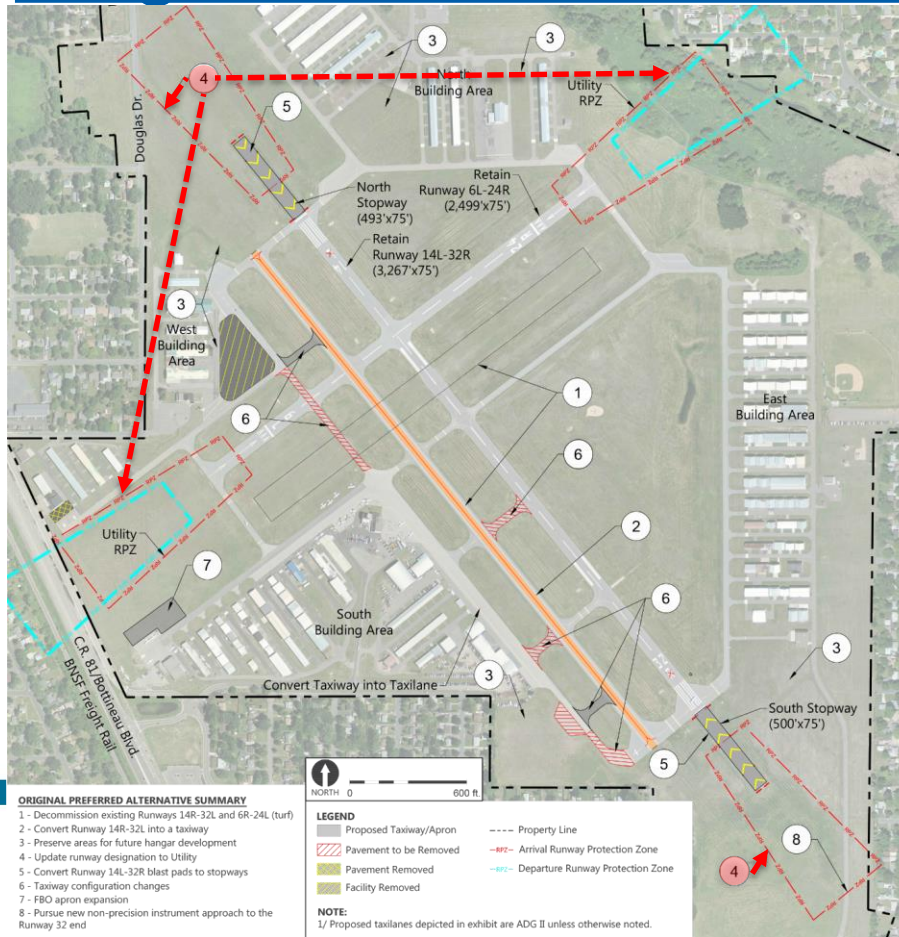 4
3
3
North
Building Area
Utility
RPZ
Douglas Dr.
5
North
Stopway
(493'x75')
Retain
Runway 6L-24R
(2,499'x75')
Retain
Runway 14L-32R
(3,267'x75')
3
West
Building
Area
1
East
Building Area
6
6
2
Utility
RPZ
7
6
South
Building Area
C.R. 81/Bottineau Blvd.
BNSF Freight Rail
Convert Taxiway into Taxilane
3
3
South Stopway
(500'x75')
5
8
4
NORTH
0
600 ft.
ORIGINAL PREFERRED ALTERNATIVE SUMMARY
1 - Decommission existing Runways 14R-32L and 6R-24L (turf)
2 - Convert Runway 14R-32L into a taxiway
3 - Preserve areas for future hangar development
4 - Update runway designation to Utility
5 - Convert Runway 14L-32R blast pads to stopways
6 - Taxiway configuration changes
7 - FBO apron expansion
8 - Pursue new non-precision instrument approach to the
Runway 32 end
LEGEND
Proposed Taxiway/Apron
Pavement to be Removed
Pavement Removed
Facility Removed
Property Line
-RPZ- Arrival Runway Protection Zone
-RPZ- Departure Runway Protection Zone
NOTE:
1/ Proposed taxilanes depicted in exhibit are ADG II unless otherwise noted.